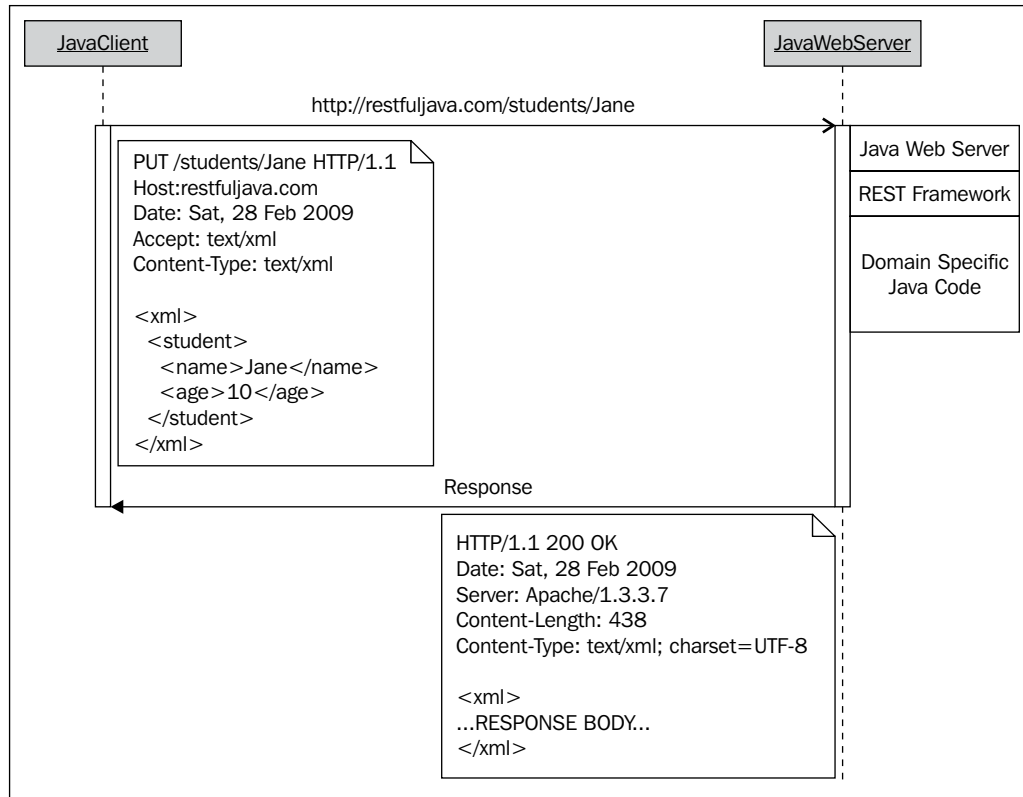 JavaClient
JavaWebServer
http://restfuljava.com/students/Jane
PUT /students/Jane HTTP/1.1
Host:restfuljava.com
Date: Sat, 28 Feb 2009
Accept: text/xml
Content-Type: text/xml
<xml>
<student>
<name>Jane</name>
<age>10</age>
</student>
</xml>
Java Web Server
REST Framework
Domain Specific
Java Code
Response
HTTP/1.1 200 OK
Date: Sat, 28 Feb 2009
Server: Apache/1.3.3.7
Content-Length: 438
Content-Type: text/xml; charset=UTF-8
<xml>
...RESPONSE BODY...
</xml>